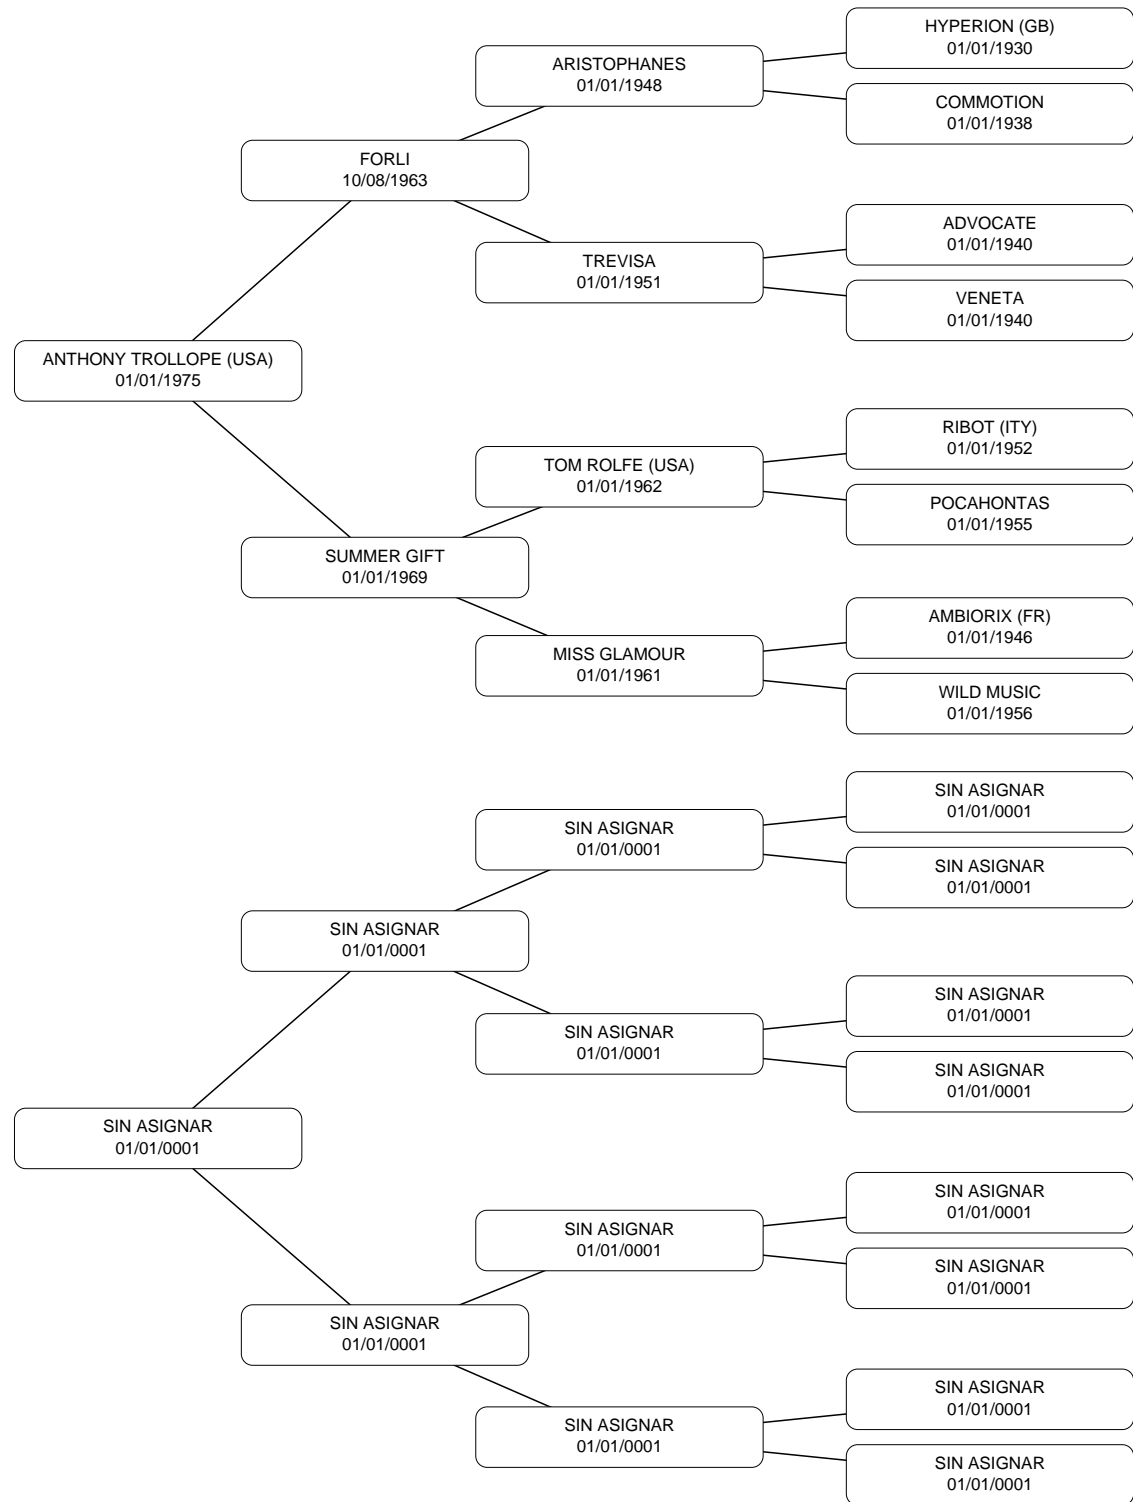 HYPERION (GB)
01/01/1930
ARISTOPHANES
01/01/1948
COMMOTION
01/01/1938
FORLI
10/08/1963
ADVOCATE
01/01/1940
TREVISA
01/01/1951
VENETA
01/01/1940
ANTHONY TROLLOPE (USA)
01/01/1975
RIBOT (ITY)
01/01/1952
TOM ROLFE (USA)
01/01/1962
POCAHONTAS
01/01/1955
SUMMER GIFT
01/01/1969
AMBIORIX (FR)
01/01/1946
MISS GLAMOUR
01/01/1961
WILD MUSIC
01/01/1956
SIN ASIGNAR
01/01/0001
SIN ASIGNAR
01/01/0001
SIN ASIGNAR
01/01/0001
SIN ASIGNAR
01/01/0001
SIN ASIGNAR
01/01/0001
SIN ASIGNAR
01/01/0001
SIN ASIGNAR
01/01/0001
SIN ASIGNAR
01/01/0001
SIN ASIGNAR
01/01/0001
SIN ASIGNAR
01/01/0001
SIN ASIGNAR
01/01/0001
SIN ASIGNAR
01/01/0001
SIN ASIGNAR
01/01/0001
SIN ASIGNAR
01/01/0001
SIN ASIGNAR
01/01/0001